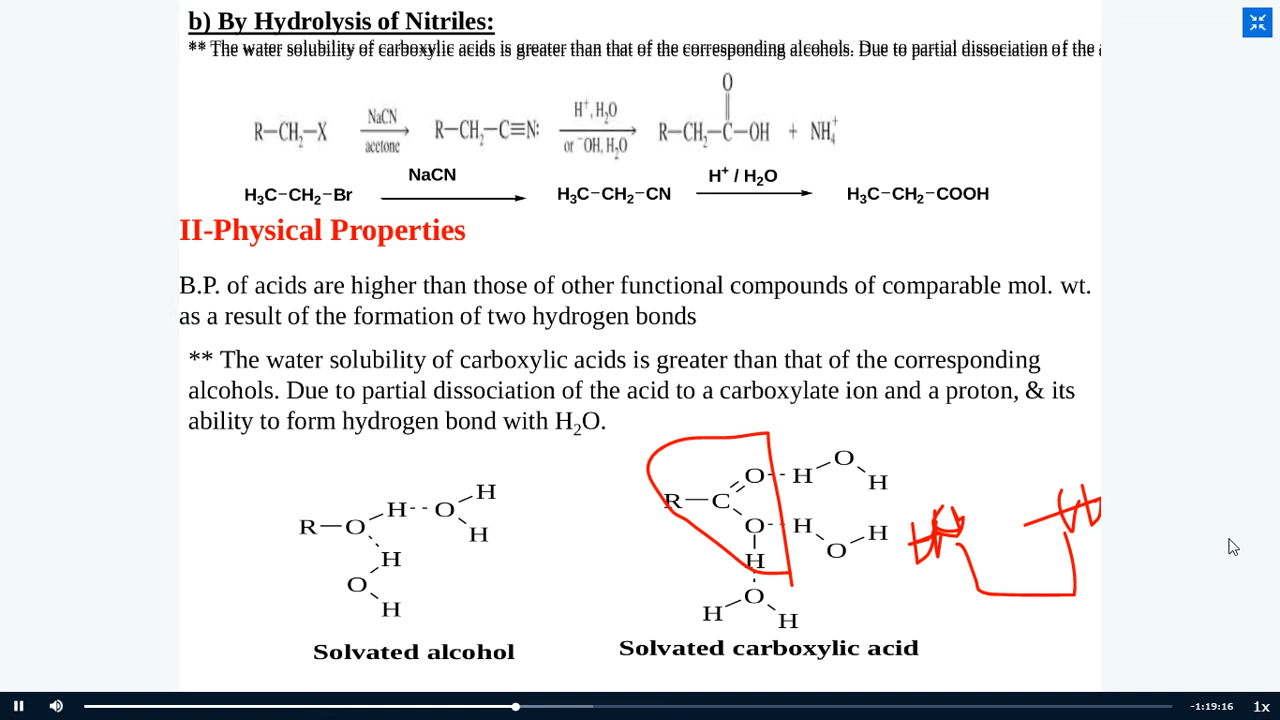 b) By Hydrolysis of Nitriles:
** The water solubility of carboxylic acids is greater than that of the corresponding alcohols. Due to partial dissociation of the a
R–CH₂–X NaCN acetone R–CH₂–C≡N: H⁺, H₂O or ⁻OH, H₂O R–CH₂–C–OH + NH₄⁺
O
H₃C–CH₂–Br NaCN H₃C–CH₂–CN H⁺ / H₂O H₃C–CH₂–COOH
II-Physical Properties
B.P. of acids are higher than those of other functional compounds of comparable mol. wt.
as a result of the formation of two hydrogen bonds
** The water solubility of carboxylic acids is greater than that of the corresponding
alcohols. Due to partial dissociation of the acid to a carboxylate ion and a proton, & its
ability to form hydrogen bond with H₂O.
R–O H--O H H
H O H
Solvated alcohol
R–C O--H O H
O--H O H
H O H H
Solvated carboxylic acid
-1:19:16 1x